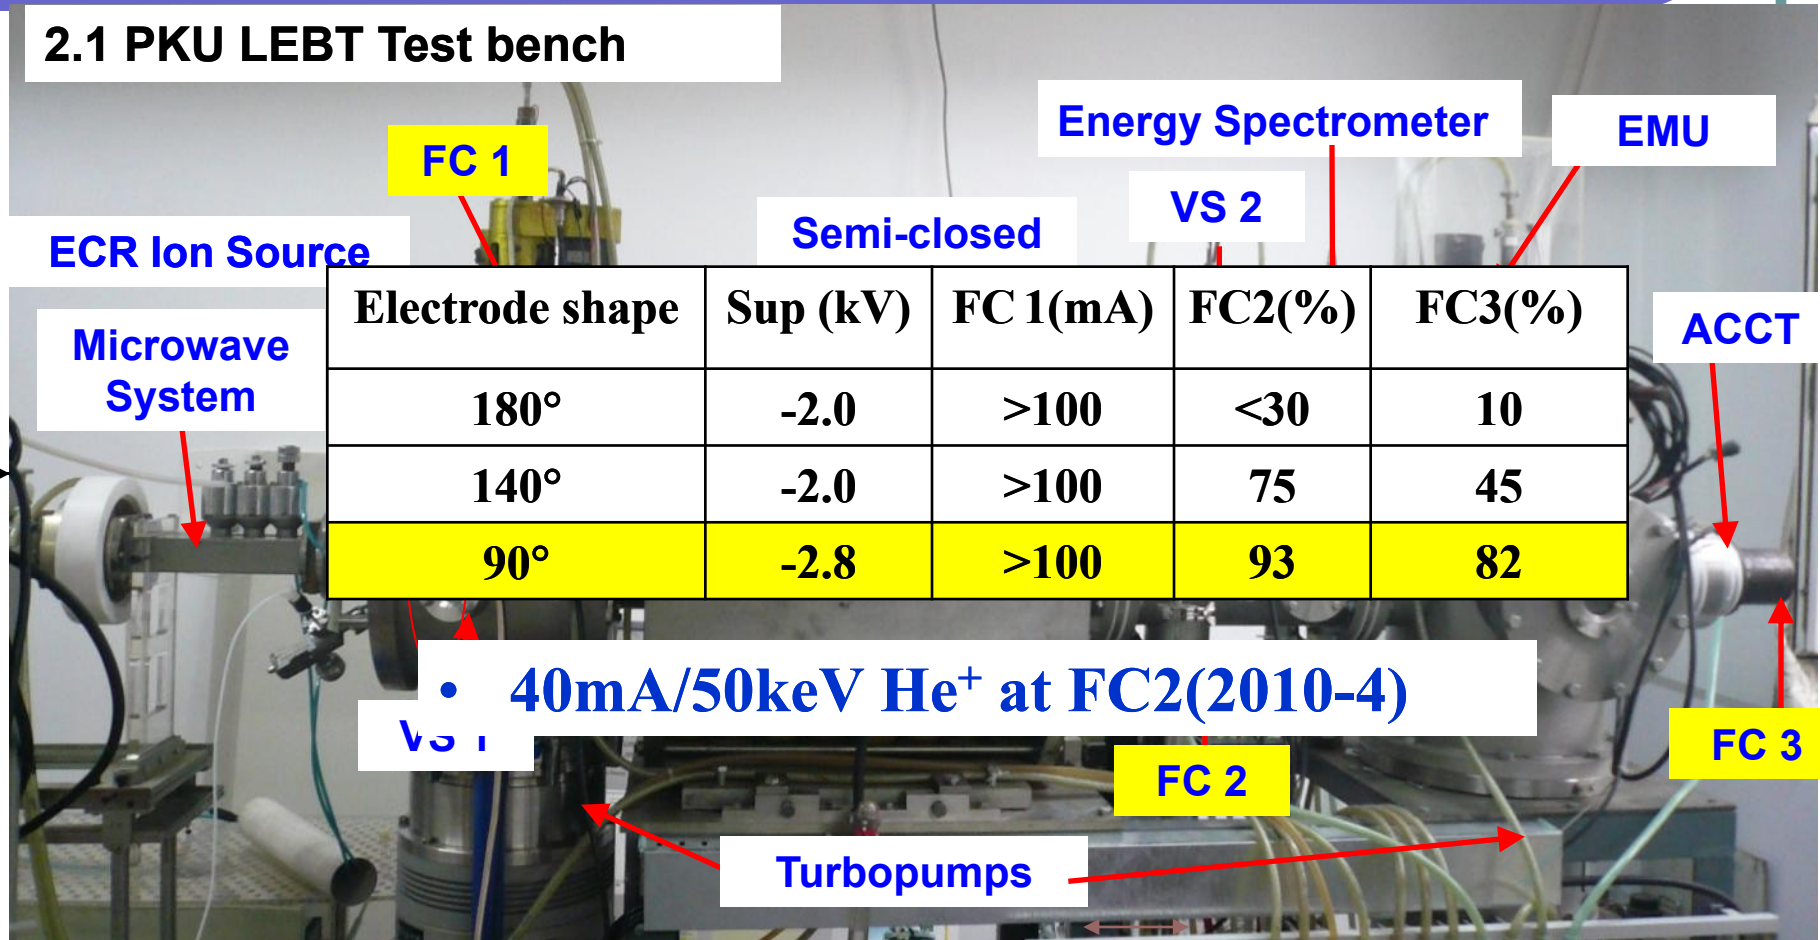 2.1 PKU LEBT Test bench
FC 1
Energy Spectrometer
EMU
VS 2
Semi-closed
ECR Ion Source
Microwave
System
ACCT
Electrode shape Sup (kV) FC 1(mA) FC2(%) FC3(%)
180° -2.0 >100 <30 10
140° -2.0 >100 75 45
90° -2.8 >100 93 82
• 40mA/50keV He⁺ at FC2(2010-4)
VS 1
FC 3
FC 2
Turbopumps